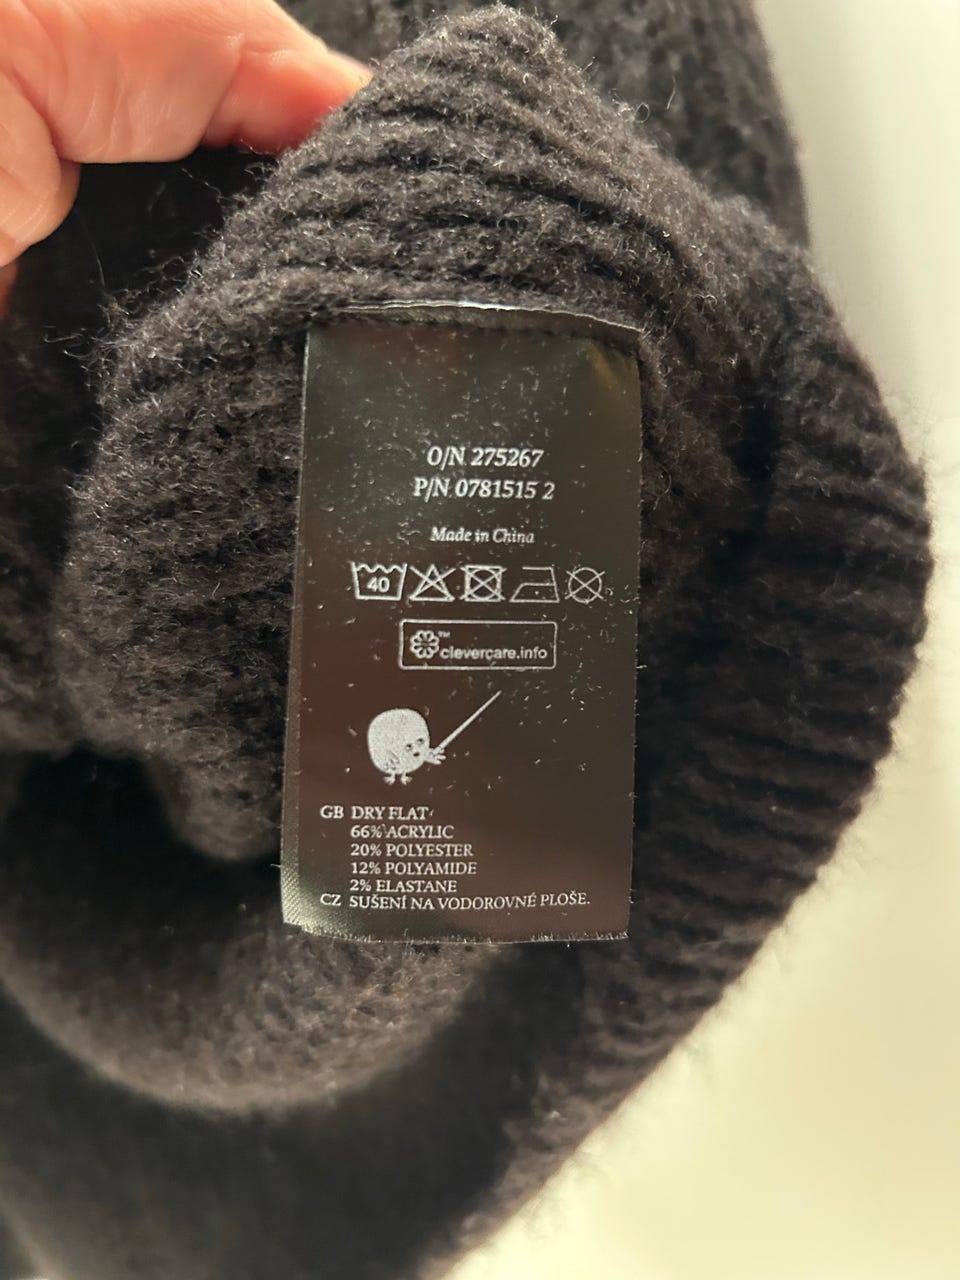 O/N 275267
P/N 0781515 2
Made in China
40
™ clevercare.info
GB DRY FLAT
66% ACRYLIC
20% POLYESTER
12% POLYAMIDE
2% ELASTANE
CZ SUŠENÍ NA VODOROVNÉ PLOŠE.